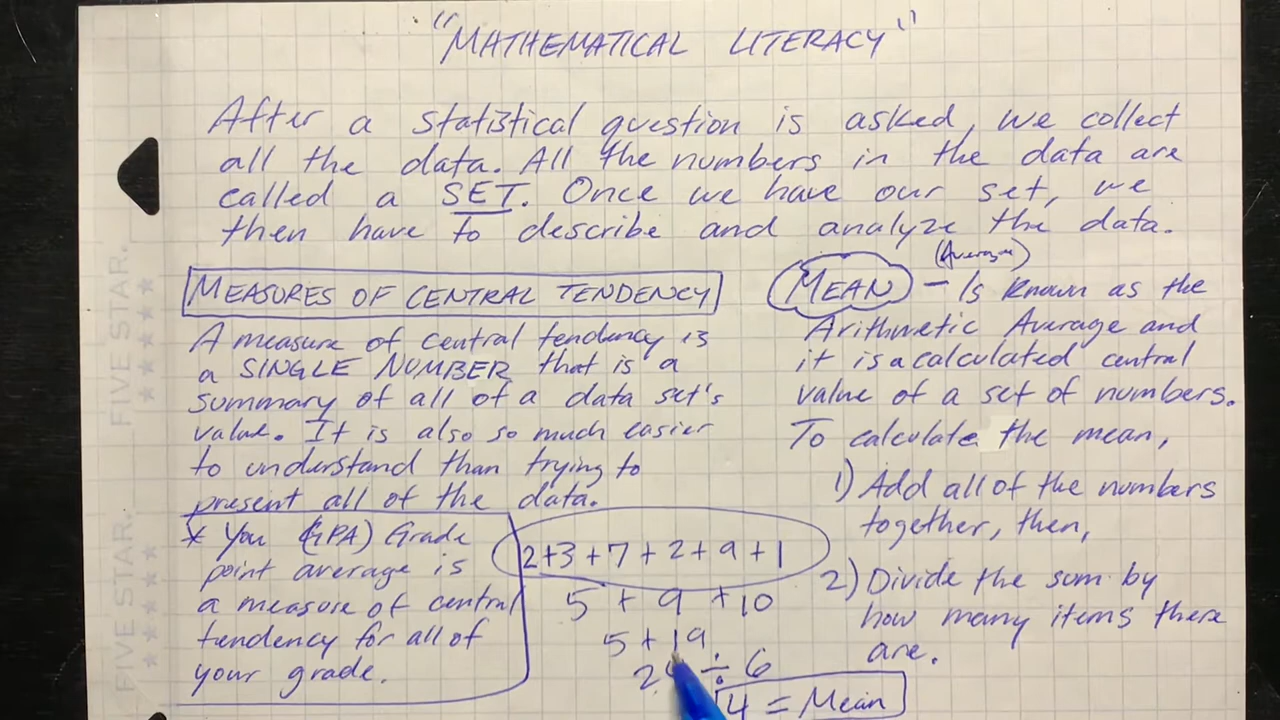 "MATHEMATICAL LITERACY"
After a statistical question is asked, we collect
all the data. All the numbers in the data are
called a SET. Once we have our set, we
then have to describe and analyze the data.
MEASURES OF CENTRAL TENDENCY
A measure of central tendency is
a SINGLE NUMBER that is a
summary of all of a data set's
value. It is also so much easier
to understand than trying to
present all of the data.
* You (GPA) Grade
point average is
a measure of central
tendency for all of
your grade.
2+3+7+2+9+1
5 + 9 +10
5+19
24 ÷ 6
4 = Mean
(Average)
MEAN - Is known as the
Arithmetic Average and
it is a calculated central
value of a set of numbers.
To calculate the mean,
1) Add all of the numbers
together, then,
2) Divide the sum by
how many items there
are.
FIVE STAR.
FIVE STAR.